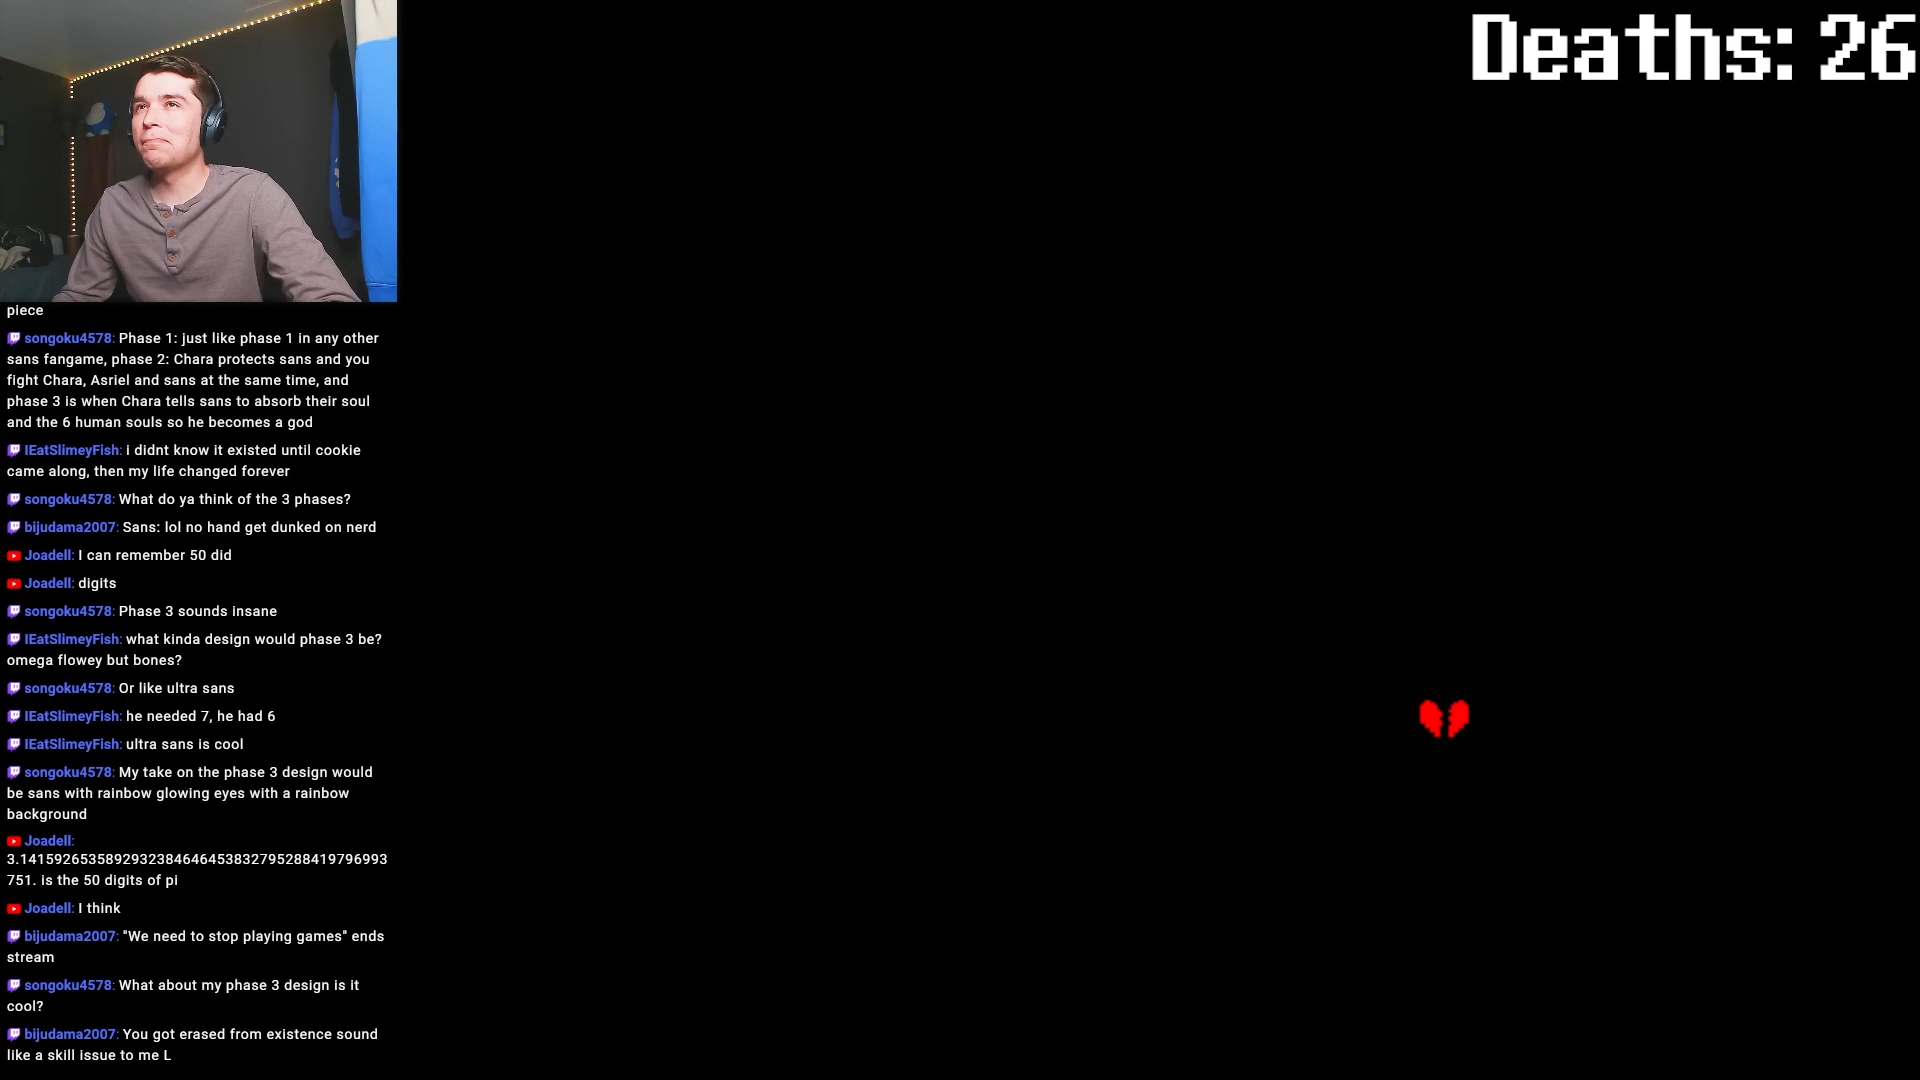 Deaths: 26
piece
songoku4578: Phase 1: just like phase 1 in any other
sans fangame, phase 2: Chara protects sans and you
fight Chara, Asriel and sans at the same time, and
phase 3 is when Chara tells sans to absorb their soul
and the 6 human souls so he becomes a god
IEatSlimeyFish: i didnt know it existed until cookie
came along, then my life changed forever
songoku4578: What do ya think of the 3 phases?
bijudama2007: Sans: lol no hand get dunked on nerd
Joadell: I can remember 50 did
Joadell: digits
songoku4578: Phase 3 sounds insane
IEatSlimeyFish: what kinda design would phase 3 be?
omega flowey but bones?
songoku4578: Or like ultra sans
IEatSlimeyFish: he needed 7, he had 6
IEatSlimeyFish: ultra sans is cool
songoku4578: My take on the phase 3 design would
be sans with rainbow glowing eyes with a rainbow
background
Joadell:
3.14159265358929323846464538327952884197​96993
751. is the 50 digits of pi
Joadell: I think
bijudama2007: "We need to stop playing games" ends
stream
songoku4578: What about my phase 3 design is it
cool?
bijudama2007: You got erased from existence sound
like a skill issue to me L